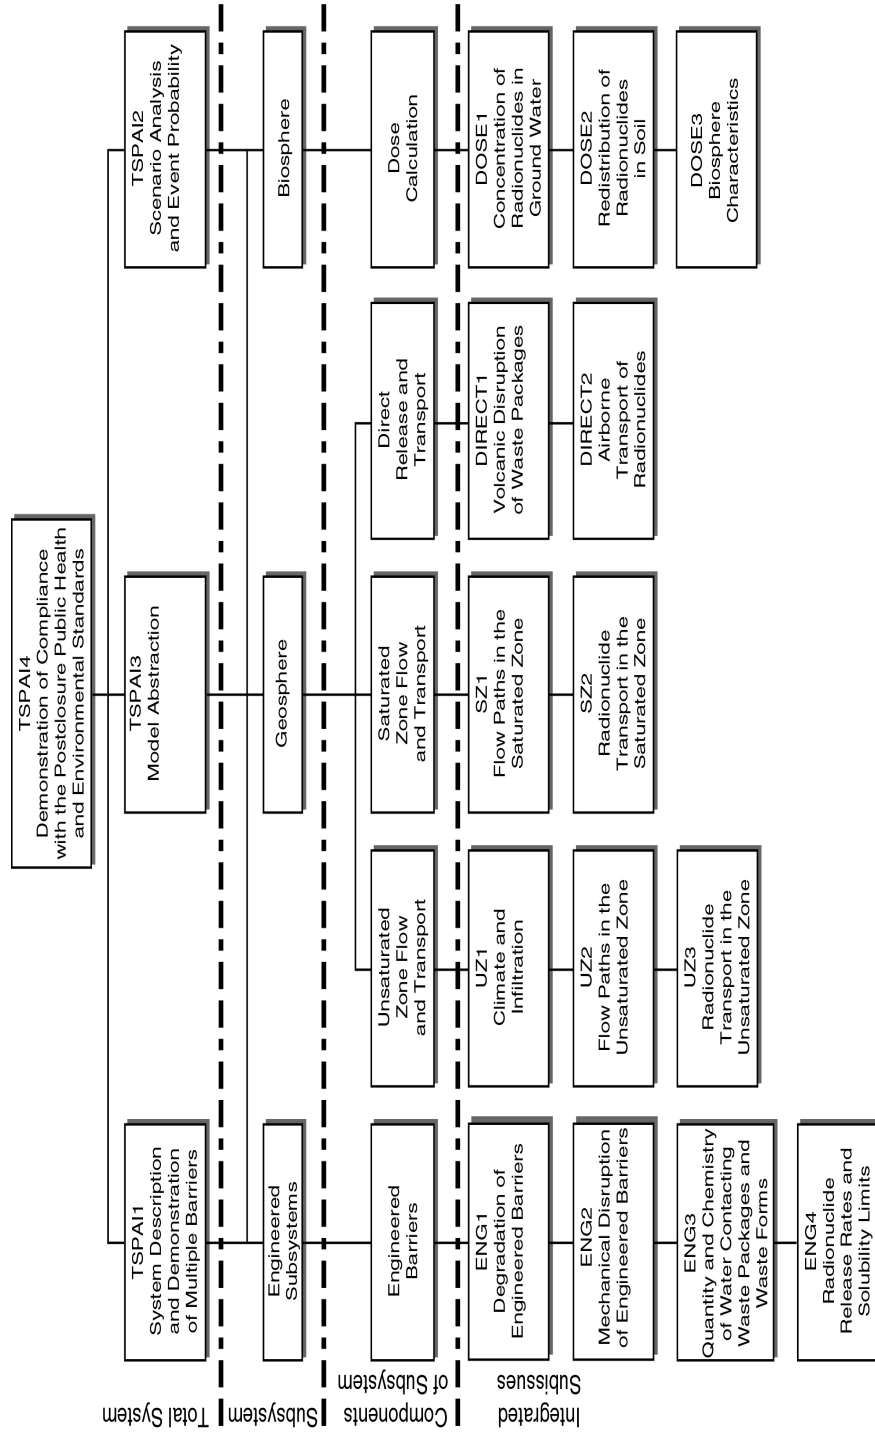 TSPAI4
Demonstration of Compliance
with the Postclosure Public Health
and Environmental Standards
TSPAI1
System Description
and Demonstration
of Multiple Barriers
TSPAI3
Model Abstraction
TSPAI2
Scenario Analysis
and Event Probability
Total System
Engineered
Subsystems
Geosphere
Biosphere
Subsystem
Engineered
Barriers
Unsaturated
Zone Flow
and Transport
Saturated
Zone Flow
and Transport
Direct
Release and
Transport
Dose
Calculation
Components
of Subsystem
ENG1
Degradation of
Engineered Barriers
UZ1
Climate and
Infiltration
SZ1
Flow Paths in the
Saturated Zone
DIRECT1
Volcanic Disruption
of Waste Packages
DOSE1
Concentration of
Radionuclides in
Ground Water
Integrated
Subissues
ENG2
Mechanical Disruption
of Engineered Barriers
UZ2
Flow Paths in the
Unsaturated Zone
SZ2
Radionuclide
Transport in the
Saturated Zone
DIRECT2
Airborne
Transport of
Radionuclides
DOSE2
Redistribution of
Radionuclides
in Soil
ENG3
Quantity and Chemistry
of Water Contacting
Waste Packages and
Waste Forms
UZ3
Radionuclide
Transport in the
Unsaturated Zone
DOSE3
Biosphere
Characteristics
ENG4
Radionuclide
Release Rates and
Solubility Limits